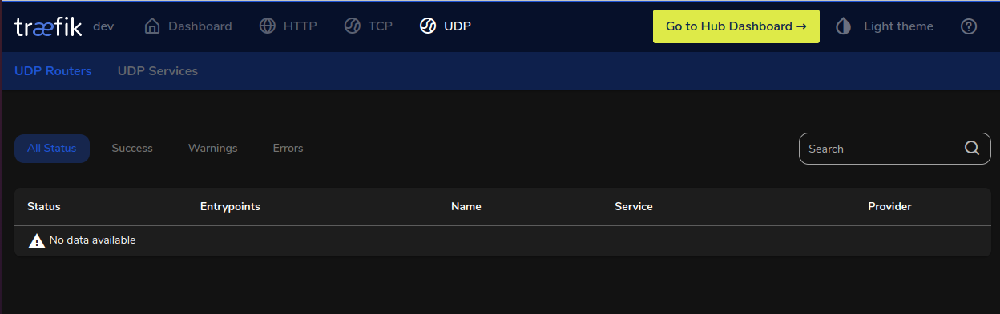 træfik dev Dashboard HTTP TCP UDP Go to Hub Dashboard → Light theme
UDP Routers UDP Services
All Status Success Warnings Errors Search
Status Entrypoints Name Service Provider
No data available